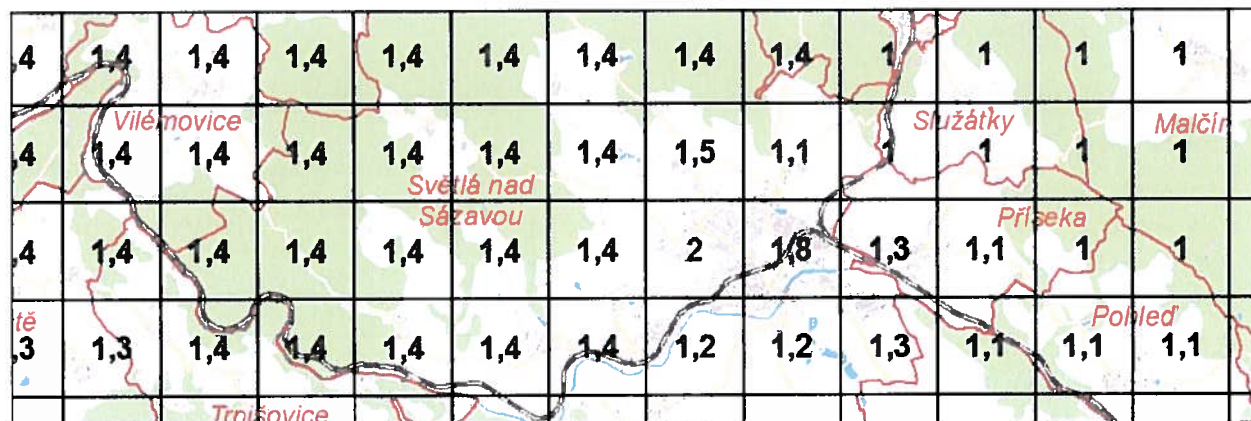 ,4 1,4 1,4 1,4 1,4 1,4 1,4 1,4 1,4 1 1 1 1
Vilémovice Služátky Malčín
,4 1,4 1,4 1,4 1,4 1,4 1,4 1,5 1,1 1 1 1 1
Světlá nad
Sázavou Příseka
,4 1,4 1,4 1,4 1,4 1,4 1,4 2 1,8 1,3 1,1 1 1
tě Pohleď
,3 1,3 1,4 1,4 1,4 1,4 1,4 1,2 1,2 1,3 1,1 1,1 1,1
Trpišovice